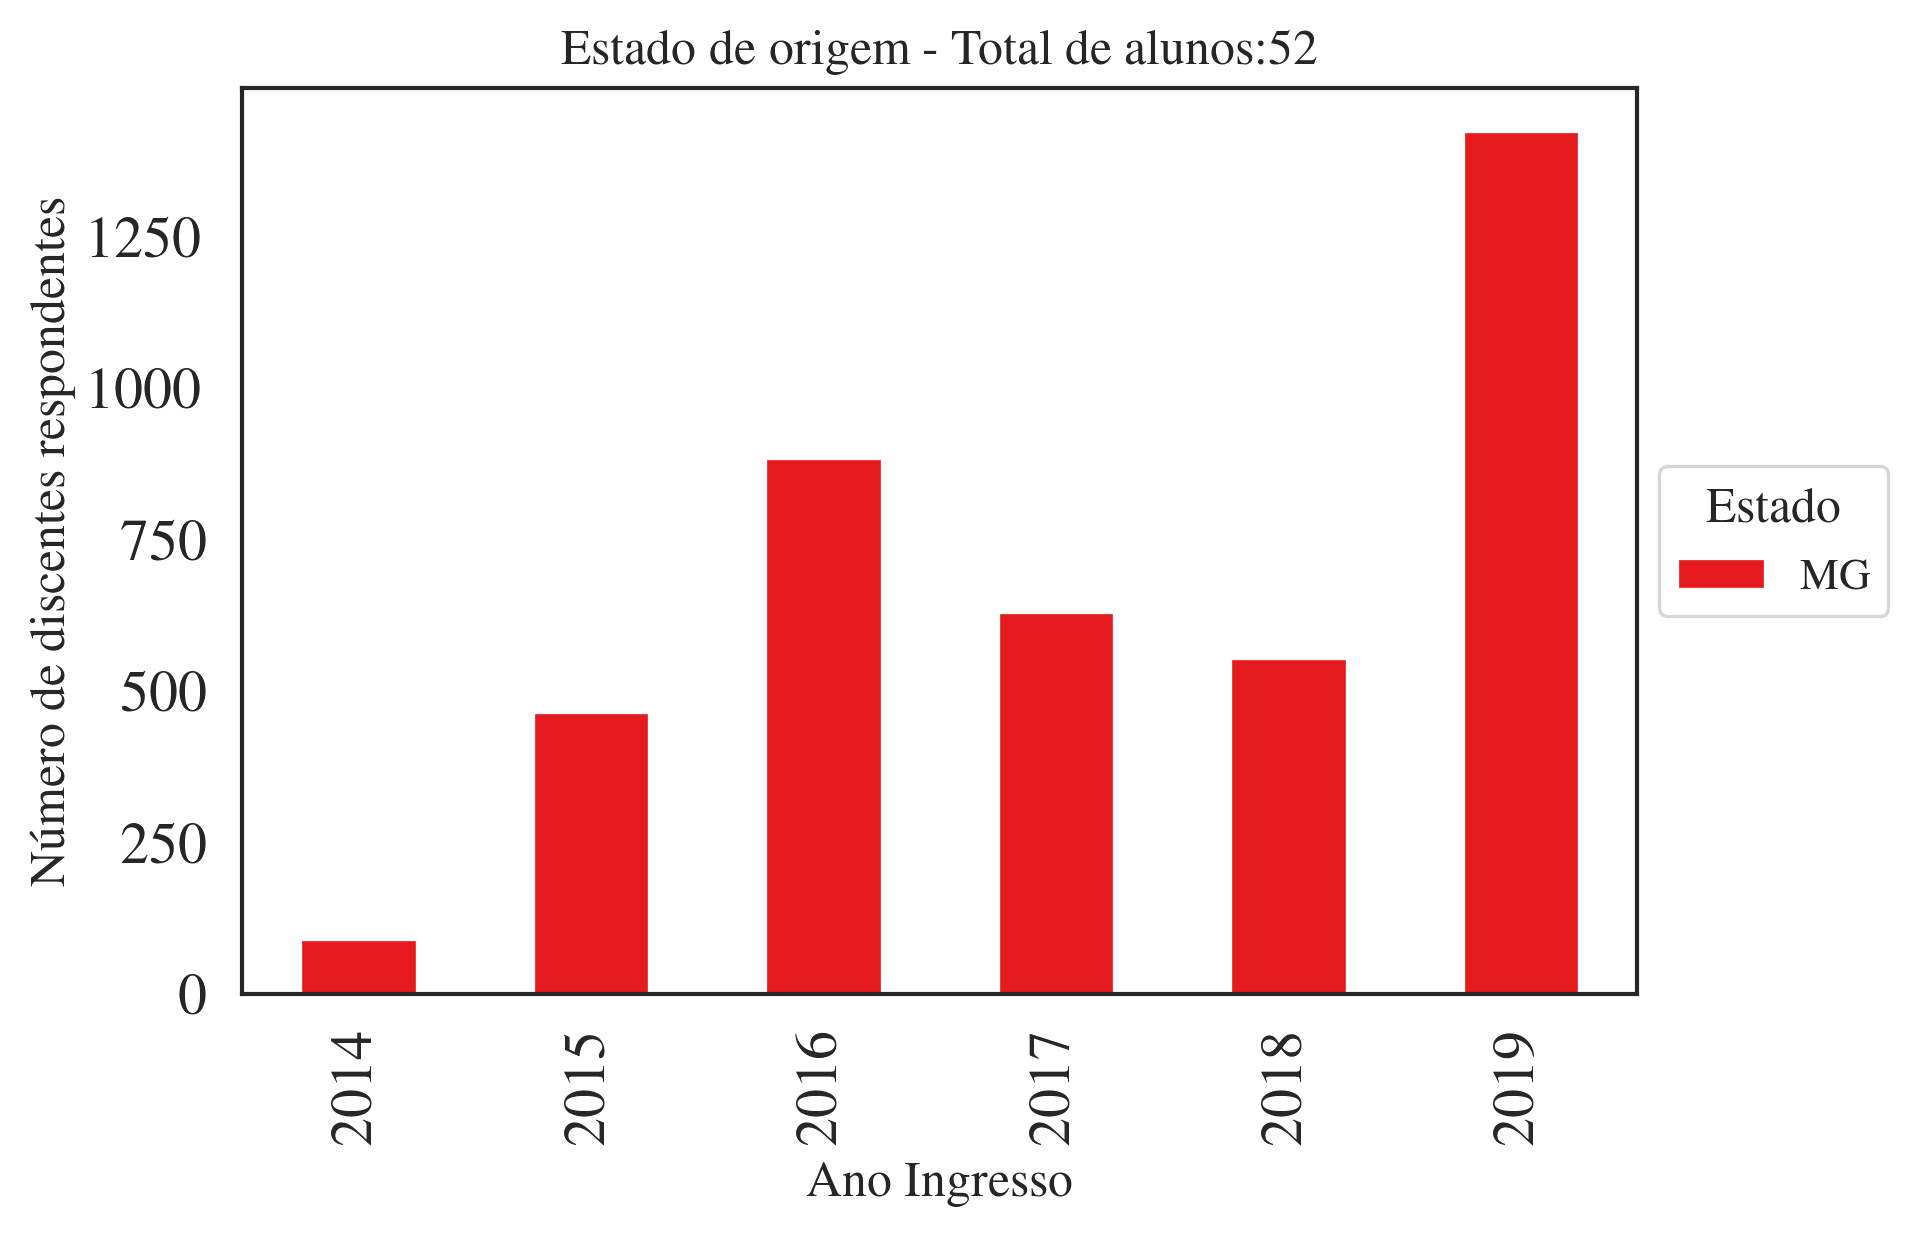 Estado de origem - Total de alunos:52
Número de discentes respondentes
1250
1000
750
500
250
0
2014
2015
2016
2017
2018
2019
Ano Ingresso
Estado
MG